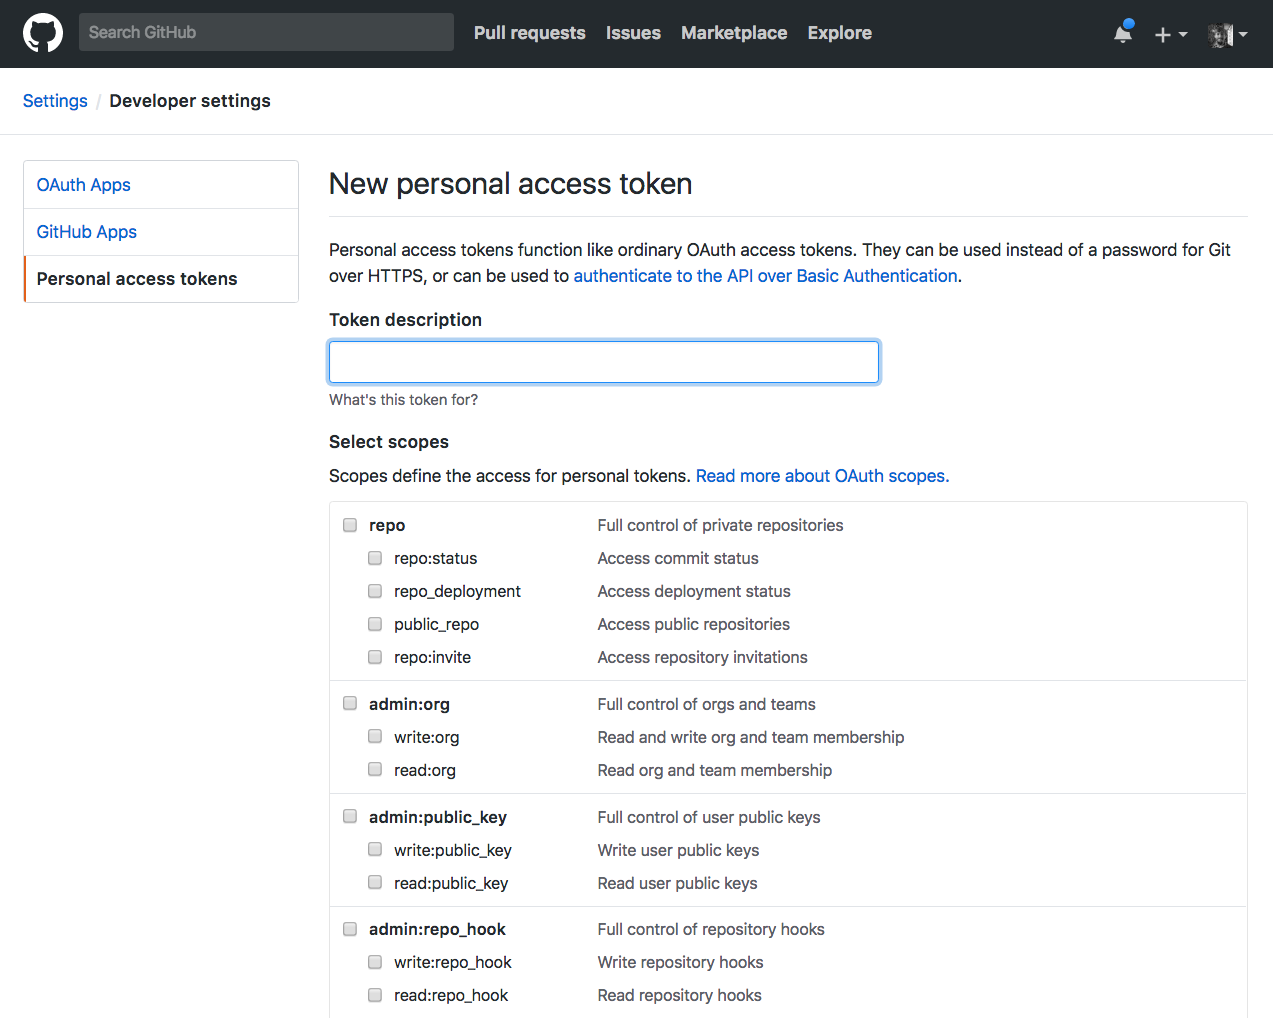 Search GitHub Pull requests Issues Marketplace Explore
Settings / Developer settings
OAuth Apps
GitHub Apps
Personal access tokens
New personal access token
Personal access tokens function like ordinary OAuth access tokens. They can be used instead of a password for Git
over HTTPS, or can be used to authenticate to the API over Basic Authentication.
Token description
What's this token for?
Select scopes
Scopes define the access for personal tokens. Read more about OAuth scopes.
repo Full control of private repositories
repo:status Access commit status
repo_deployment Access deployment status
public_repo Access public repositories
repo:invite Access repository invitations
admin:org Full control of orgs and teams
write:org Read and write org and team membership
read:org Read org and team membership
admin:public_key Full control of user public keys
write:public_key Write user public keys
read:public_key Read user public keys
admin:repo_hook Full control of repository hooks
write:repo_hook Write repository hooks
read:repo_hook Read repository hooks